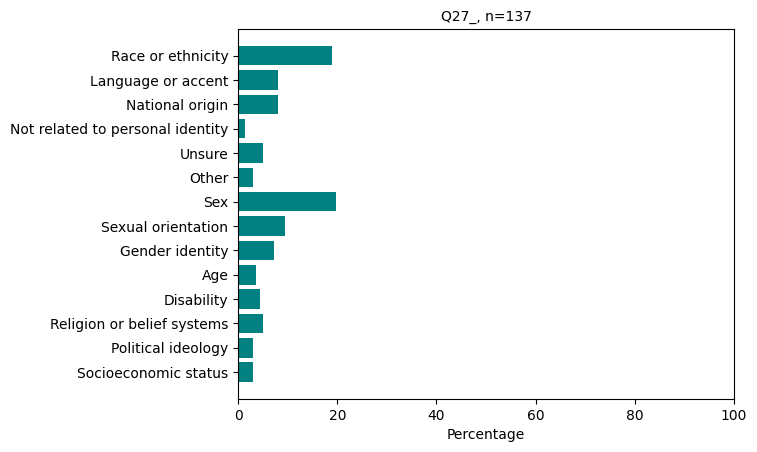 Q27_, n=137
Race or ethnicity
Language or accent
National origin
Not related to personal identity
Unsure
Other
Sex
Sexual orientation
Gender identity
Age
Disability
Religion or belief systems
Political ideology
Socioeconomic status
0 20 40 60 80 100
Percentage